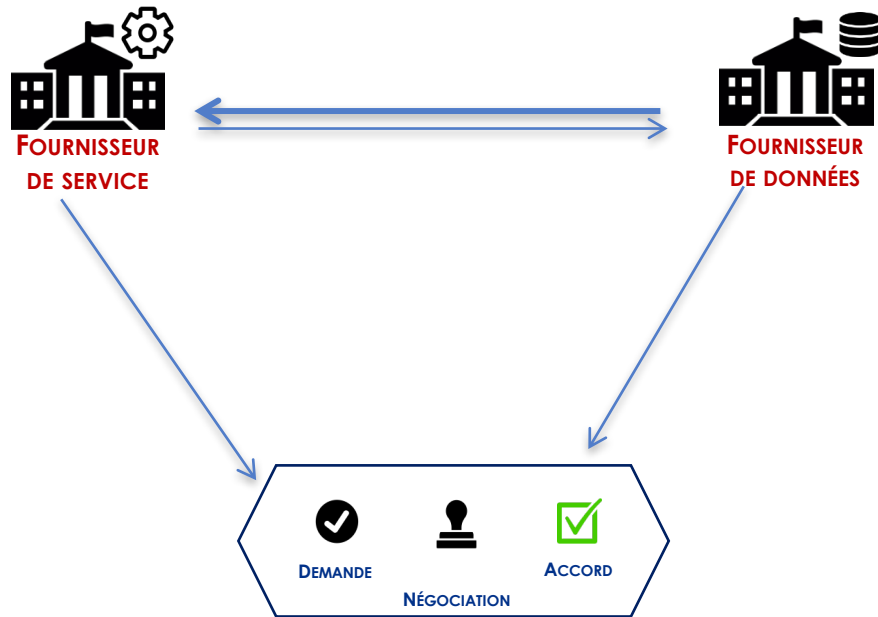 Fournisseur
de service
Fournisseur
de données
Demande
Accord
Négociation